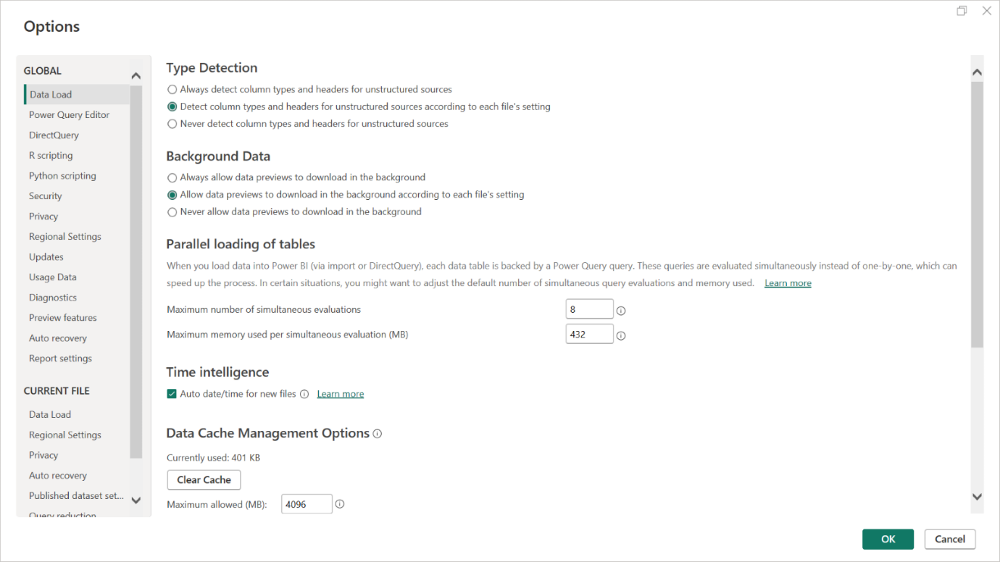 Options
GLOBAL
Data Load
Power Query Editor
DirectQuery
R scripting
Python scripting
Security
Privacy
Regional Settings
Updates
Usage Data
Diagnostics
Preview features
Auto recovery
Report settings
CURRENT FILE
Data Load
Regional Settings
Privacy
Auto recovery
Published dataset set...
Query reduction
Type Detection
Always detect column types and headers for unstructured sources
Detect column types and headers for unstructured sources according to each file's setting
Never detect column types and headers for unstructured sources
Background Data
Always allow data previews to download in the background
Allow data previews to download in the background according to each file's setting
Never allow data previews to download in the background
Parallel loading of tables
When you load data into Power BI (via import or DirectQuery), each data table is backed by a Power Query query. These queries are evaluated simultaneously instead of one-by-one, which can
speed up the process. In certain situations, you might want to adjust the default number of simultaneous query evaluations and memory used. Learn more
Maximum number of simultaneous evaluations 8
Maximum memory used per simultaneous evaluation (MB) 432
Time intelligence
Auto date/time for new files Learn more
Data Cache Management Options
Currently used: 401 KB
Clear Cache
Maximum allowed (MB): 4096
OK Cancel